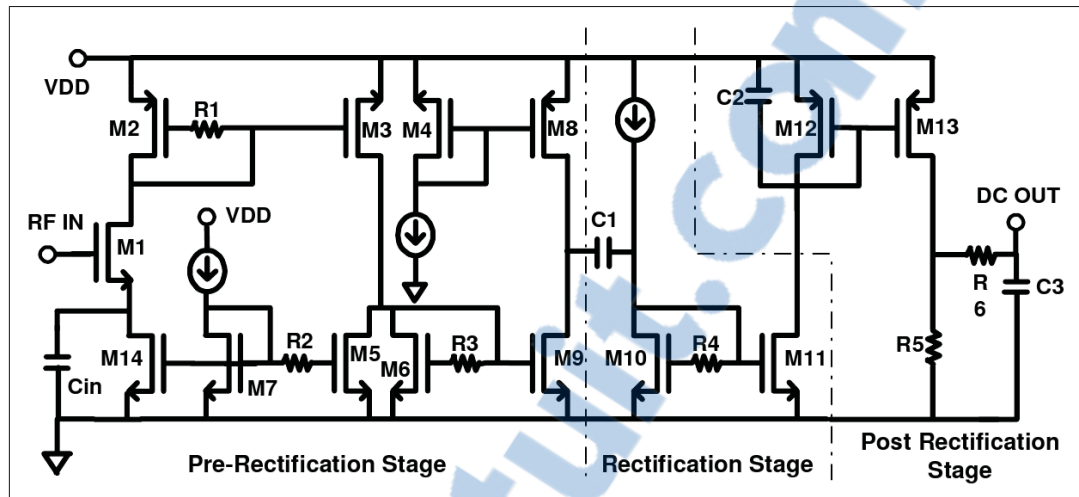 VDD
M2
R1
M3
M4
M8
C2
M12
M13
RF IN
M1
VDD
C1
DC OUT
R
6
C3
M14
Cin
M7
R2
M5
M6
R3
M9
M10
R4
M11
R5
Pre-Rectification Stage
Rectification Stage
Post Rectification
Stage
tuit.com